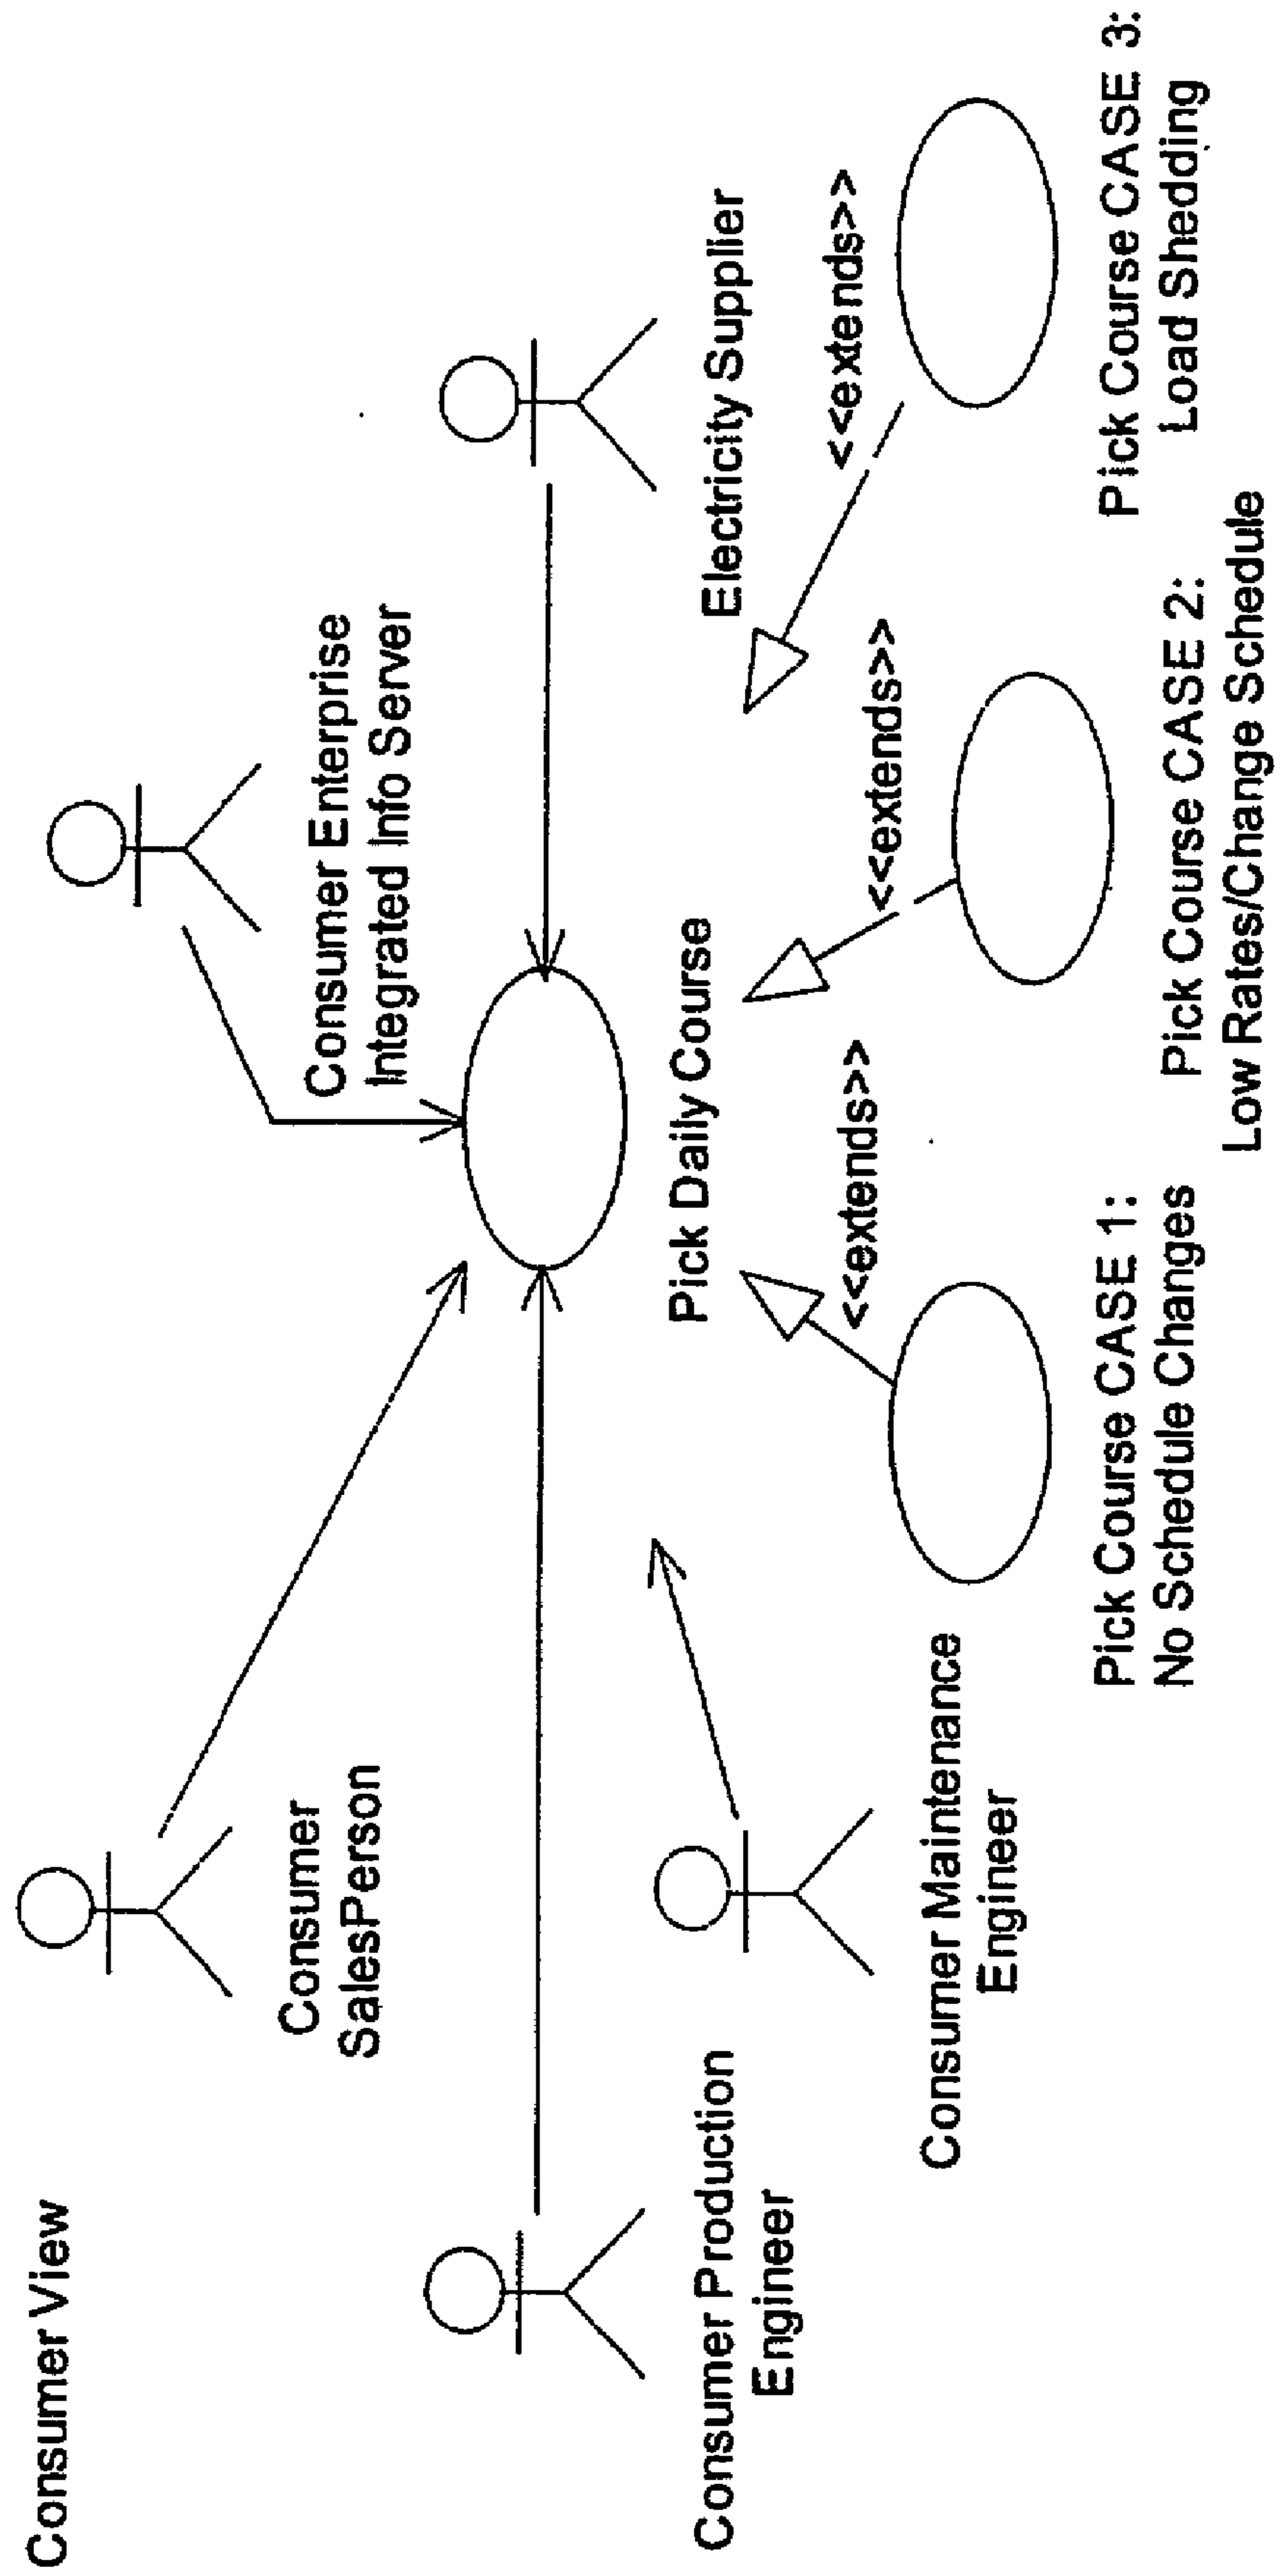 Consumer View
Consumer
SalesPerson
Consumer Enterprise
Integrated Info Server
Consumer Production
Engineer
Pick Daily Course
Electricity Supplier
Consumer Maintenance
Engineer
<<extends>>
<<extends>>
<<extends>>
Pick Course CASE 1:
No Schedule Changes
Pick Course CASE 2:
Low Rates/Change Schedule
Pick Course CASE 3:
Load Shedding